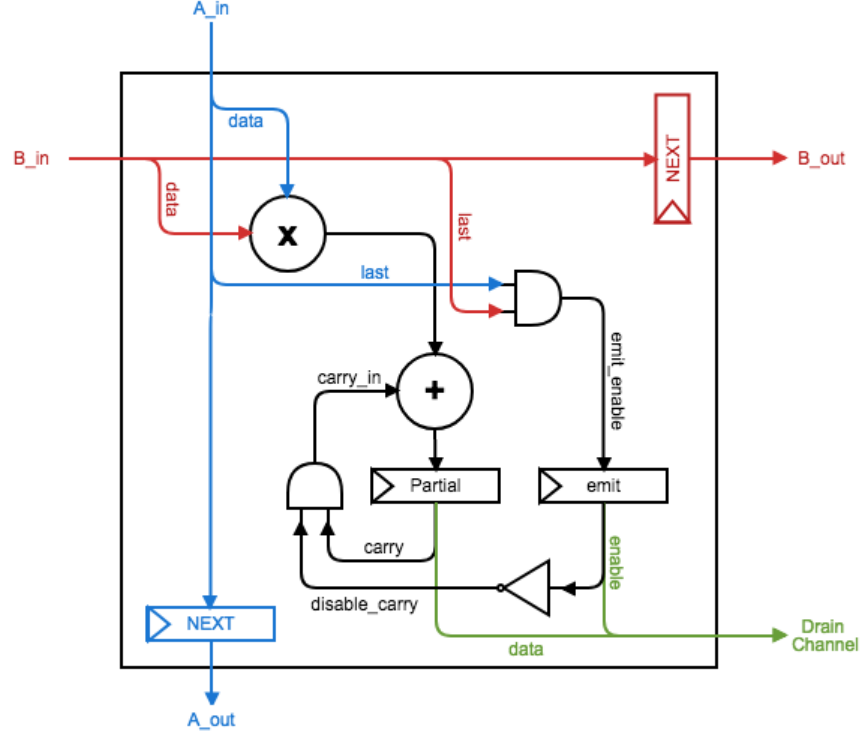 A_in
data
B_in
NEXT
B_out
data
x
last
last
emit_enable
carry_in
+
Partial
emit
carry
enable
disable_carry
NEXT
Drain
Channel
data
A_out